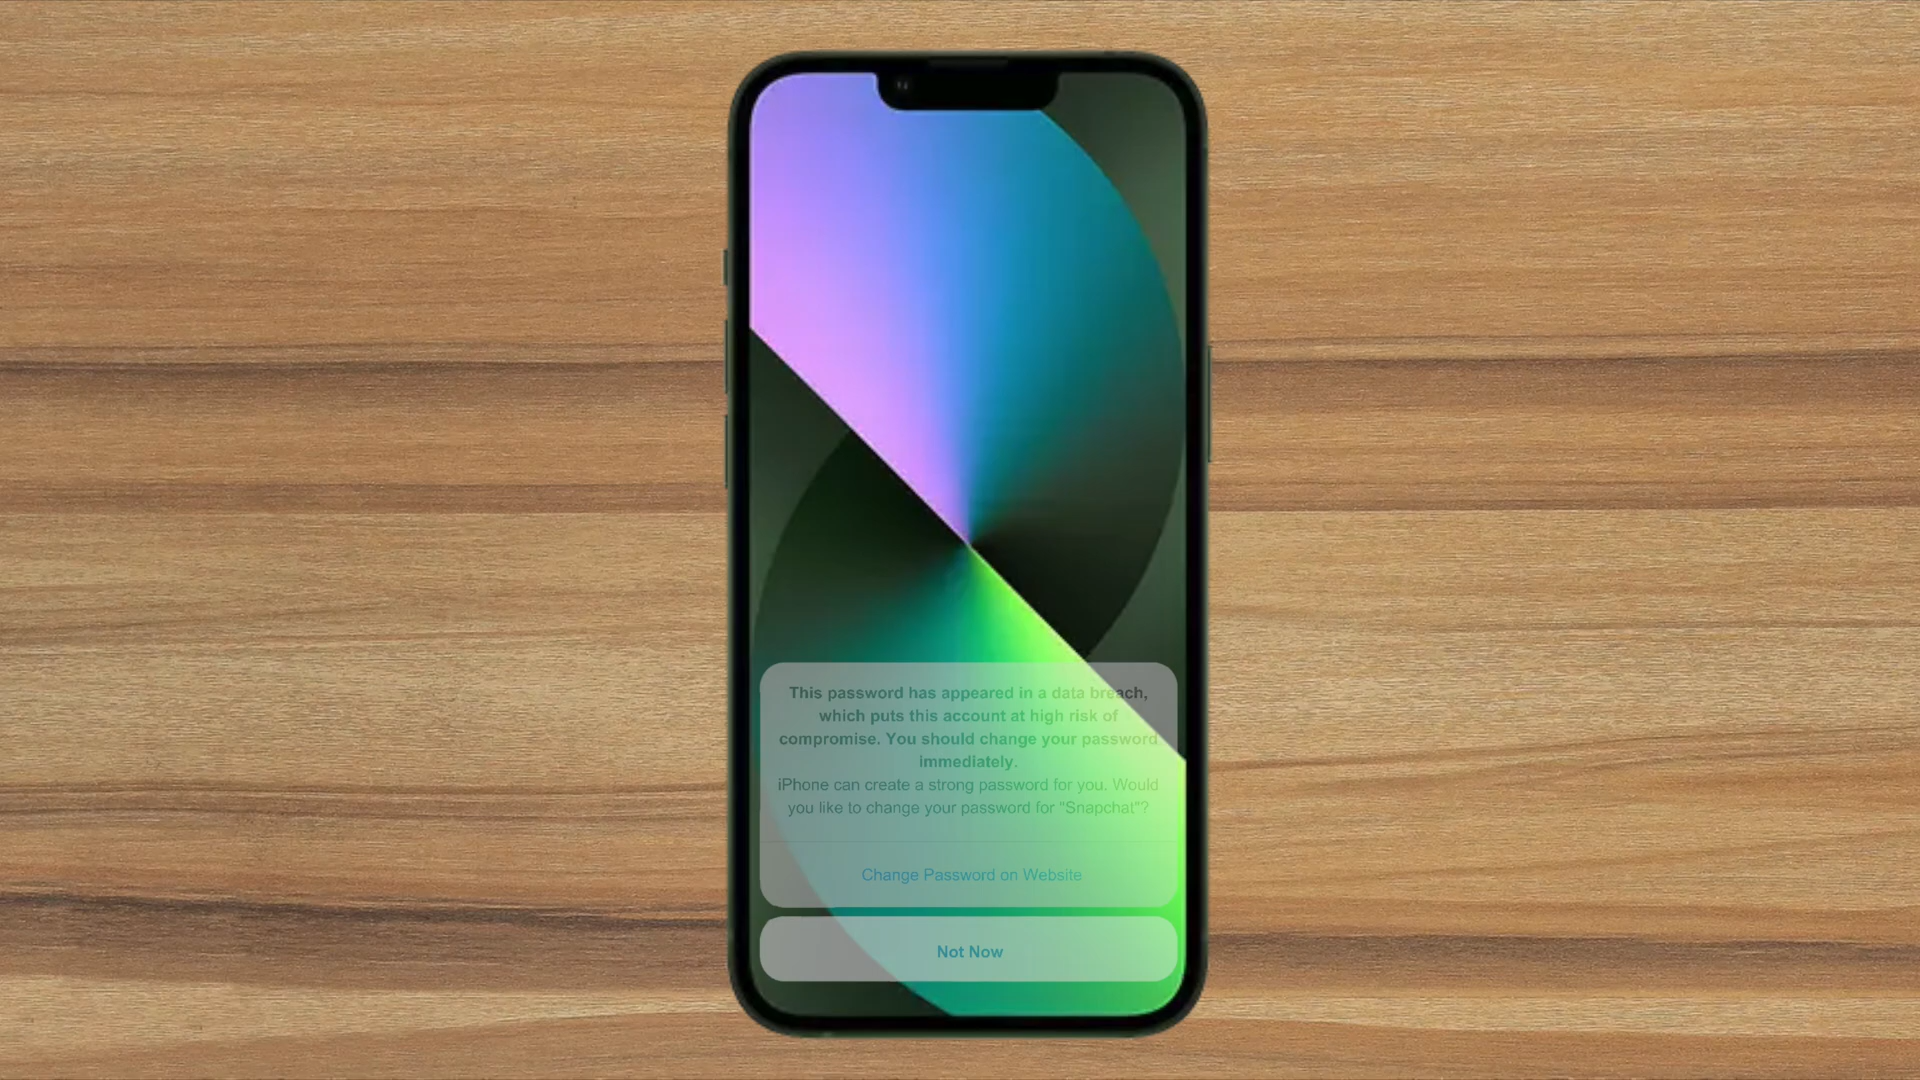 This password has appeared in a data breach,
which puts this account at high risk of
compromise. You should change your password
immediately.
iPhone can create a strong password for you. Would
you like to change your password for "Snapchat"?
Change Password on Website
Not Now